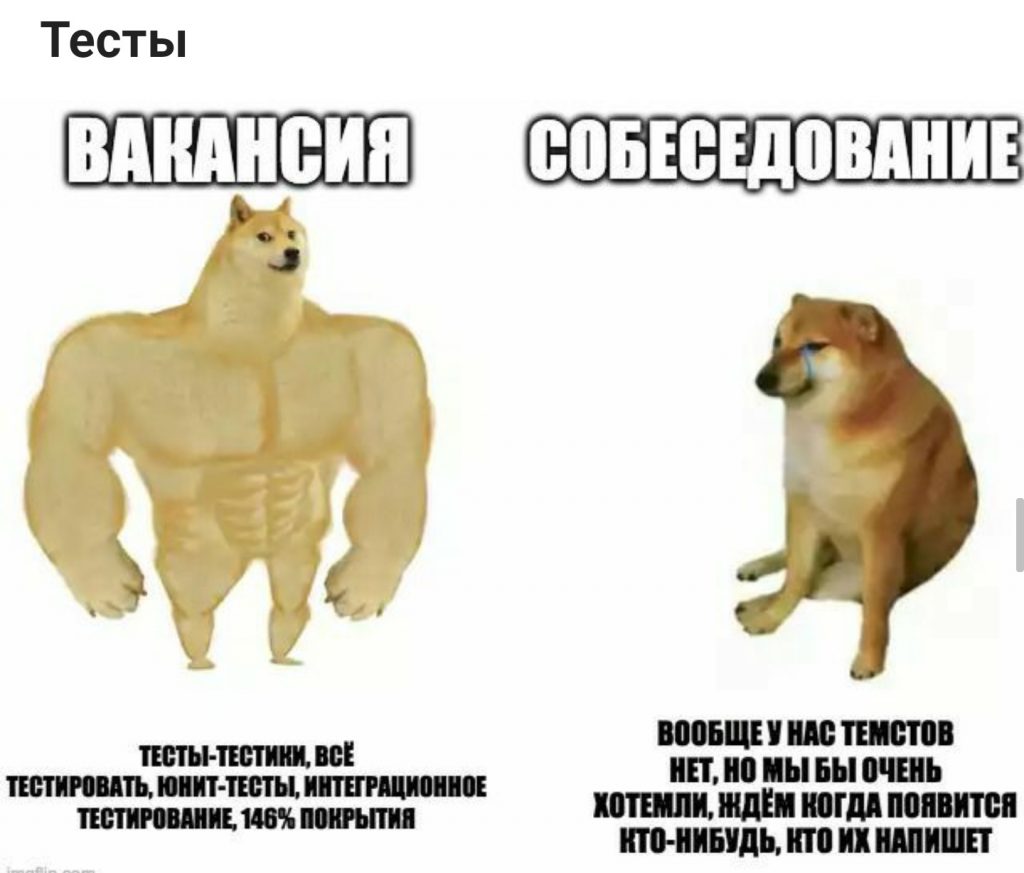 Тесты
ВАКАНСИЯ
СОБЕСЕДОВАНИЕ
ТЕСТЫ-ТЕСТИКИ, ВСЁ
ТЕСТИРОВАТЬ, ЮНИТ-ТЕСТЫ, ИНТЕГРАЦИОННОЕ
ТЕСТИРОВАНИЕ, 146% ПОКРЫТИЯ
ВООБЩЕ У НАС ТЕМСТОВ
НЕТ, НО МЫ БЫ ОЧЕНЬ
ХОТЕМЛИ, ЖДЁМ КОГДА ПОЯВИТСЯ
КТО-НИБУДЬ, КТО ИХ НАПИШЕТ